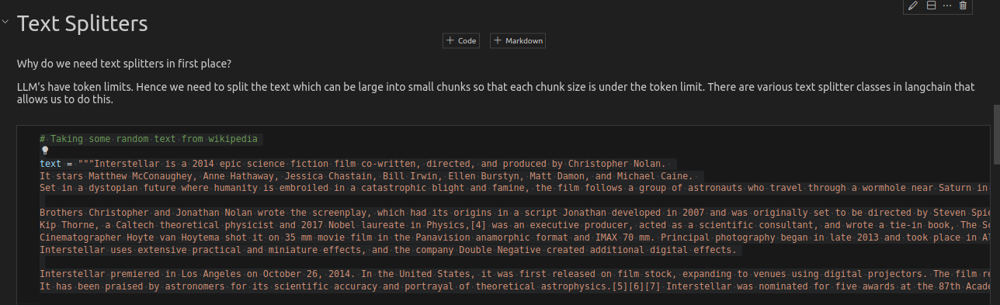 Text Splitters
+ Code + Markdown
Why do we need text splitters in first place?
LLM's have token limits. Hence we need to split the text which can be large into small chunks so that each chunk size is under the token limit. There are various text splitter classes in langchain that
allows us to do this.
# Taking some random text from wikipedia
text = """Interstellar is a 2014 epic science fiction film co-written, directed, and produced by Christopher Nolan.
It stars Matthew McConaughey, Anne Hathaway, Jessica Chastain, Bill Irwin, Ellen Burstyn, Matt Damon, and Michael Caine.
Set in a dystopian future where humanity is embroiled in a catastrophic blight and famine, the film follows a group of astronauts who travel through a wormhole near Saturn in
Brothers Christopher and Jonathan Nolan wrote the screenplay, which had its origins in a script Jonathan developed in 2007 and was originally set to be directed by Steven Spie
Kip Thorne, a Caltech theoretical physicist and 2017 Nobel laureate in Physics,[4] was an executive producer, acted as a scientific consultant, and wrote a tie-in book, The Sc
Cinematographer Hoyte van Hoytema shot it on 35 mm movie film in the Panavision anamorphic format and IMAX 70 mm. Principal photography began in late 2013 and took place in Al
Interstellar uses extensive practical and miniature effects, and the company Double Negative created additional digital effects.
Interstellar premiered in Los Angeles on October 26, 2014. In the United States, it was first released on film stock, expanding to venues using digital projectors. The film re
It has been praised by astronomers for its scientific accuracy and portrayal of theoretical astrophysics.[5][6][7] Interstellar was nominated for five awards at the 87th Acade